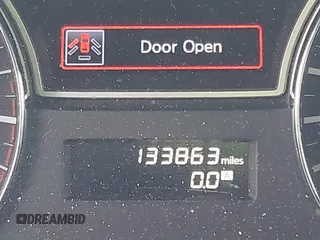 Door Open
133863 miles
0.0 A
DREAMBID